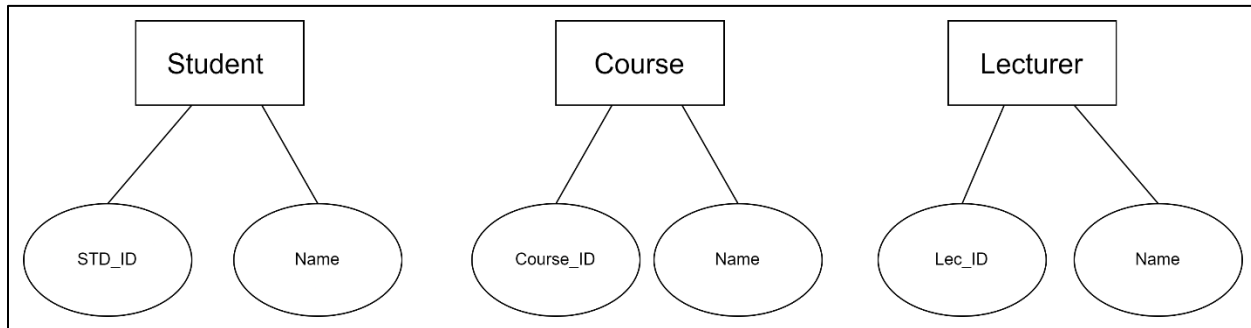 Student
Course
Lecturer
STD_ID
Name
Course_ID
Name
Lec_ID
Name